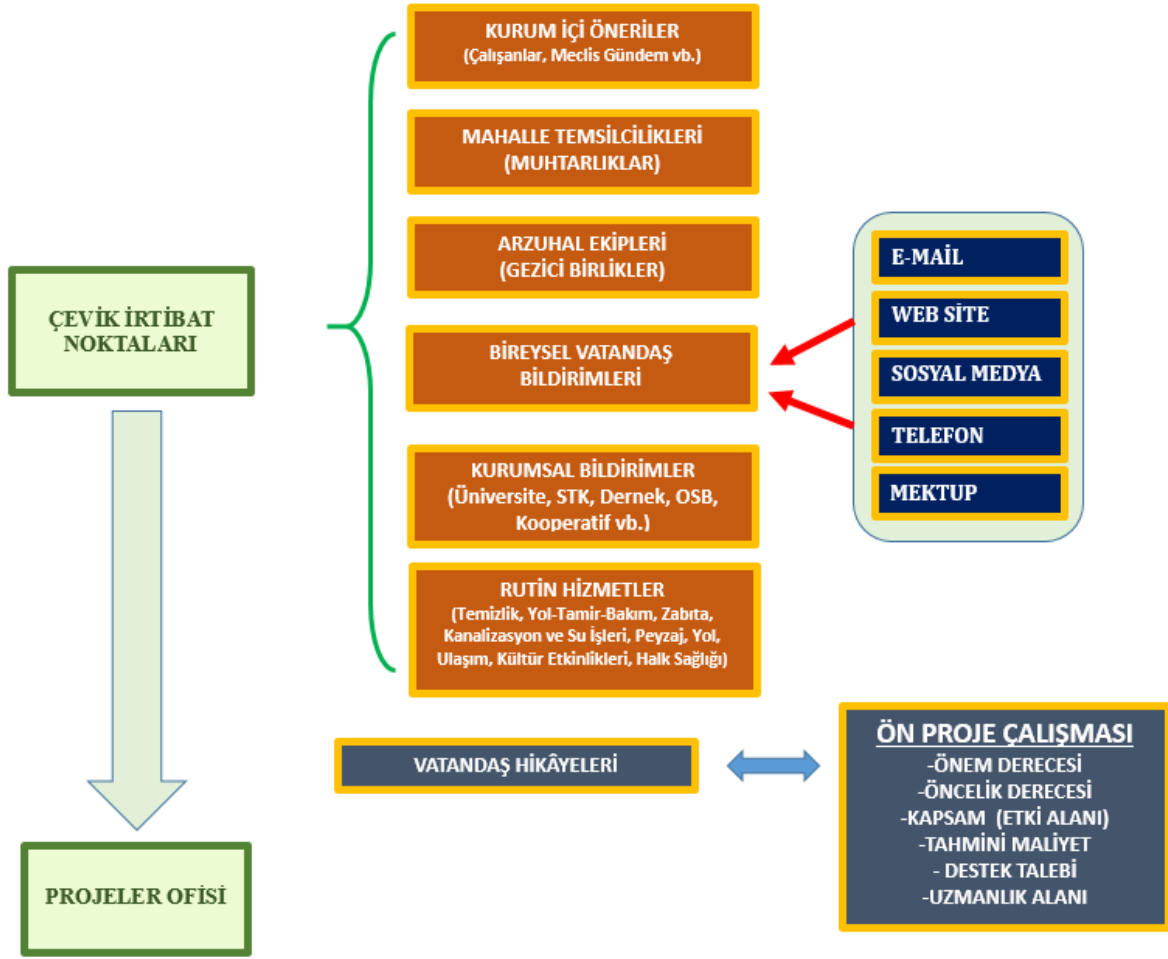 KURUM İÇİ ÖNERİLER
(Çalışanlar, Meclis Gündem vb.)
MAHALLE TEMSİLCİLİKLERİ
(MUHTARLIKLAR)
ARZUHAL EKİPLERİ
(GEZİCİ BİRLİKLER)
BİREYSEL VATANDAŞ
BİLDİRİMLERİ
KURUMSAL BİLDİRİMLER
(Üniversite, STK, Dernek, OSB,
Kooperatif vb.)
RUTİN HİZMETLER
(Temizlik, Yol-Tamir-Bakım, Zabıta,
Kanalizasyon ve Su İşleri, Peyzaj, Yol,
Ulaşım, Kültür Etkinlikleri, Halk Sağlığı)
E-MAİL
WEB SİTE
SOSYAL MEDYA
TELEFON
MEKTUP
ÇEVİK İRTİBAT
NOKTALARI
PROJELER OFİSİ
VATANDAŞ HİKÂYELERİ
ÖN PROJE ÇALIŞMASI
-ÖNEM DERECESİ
-ÖNCELİK DERECESİ
-KAPSAM (ETKİ ALANI)
-TAHMİNİ MALİYET
- DESTEK TALEBİ
-UZMANLIK ALANI